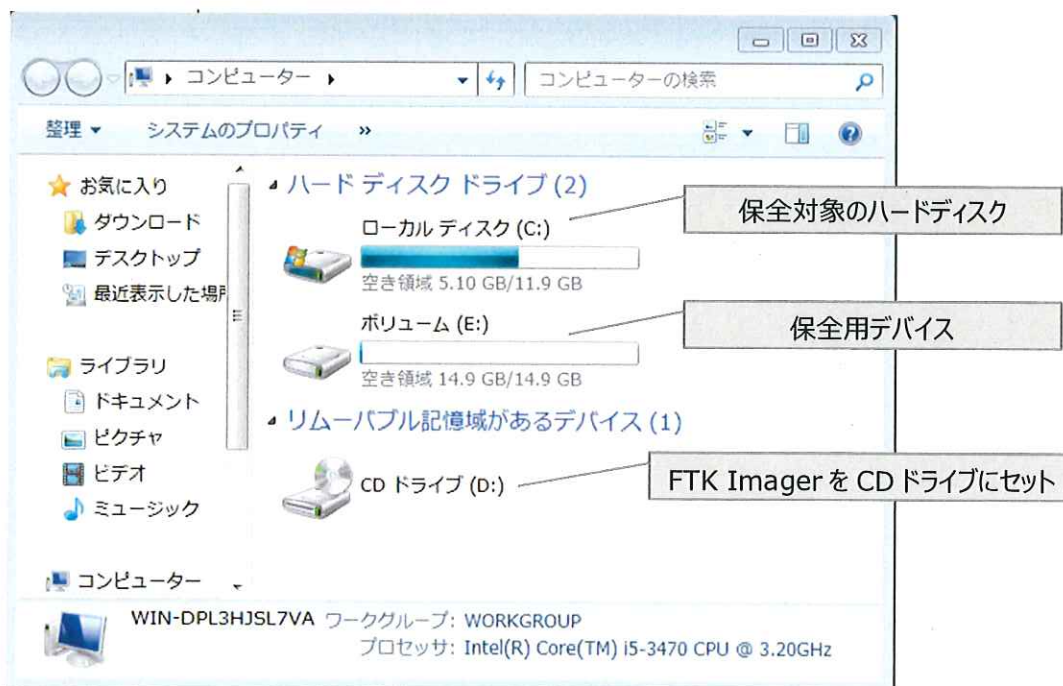 コンピューター
コンピューターの検索
整理
システムのプロパティ »
お気に入り
ダウンロード
デスクトップ
最近表示した場所
ライブラリ
ドキュメント
ピクチャ
ビデオ
ミュージック
コンピューター
ハード ディスク ドライブ (2)
ローカル ディスク (C:)
空き領域 5.10 GB/11.9 GB
保全対象のハードディスク
ボリューム (E:)
空き領域 14.9 GB/14.9 GB
保全用デバイス
リムーバブル記憶域があるデバイス (1)
CD ドライブ (D:)
FTK Imager を CD ドライブにセット
WIN-DPL3HJSL7VA ワークグループ: WORKGROUP
プロセッサ: Intel(R) Core(TM) i5-3470 CPU @ 3.20GHz